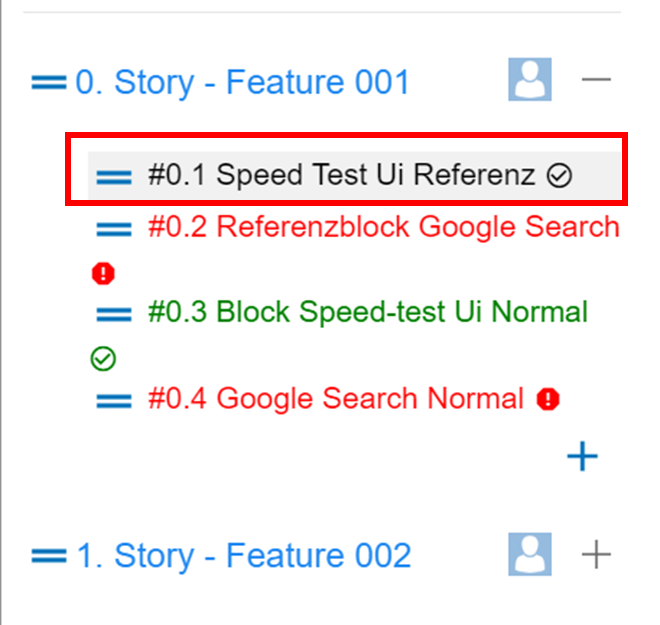 0. Story - Feature 001
#0.1 Speed Test Ui Referenz
#0.2 Referenzblock Google Search
#0.3 Block Speed-test Ui Normal
#0.4 Google Search Normal
1. Story - Feature 002